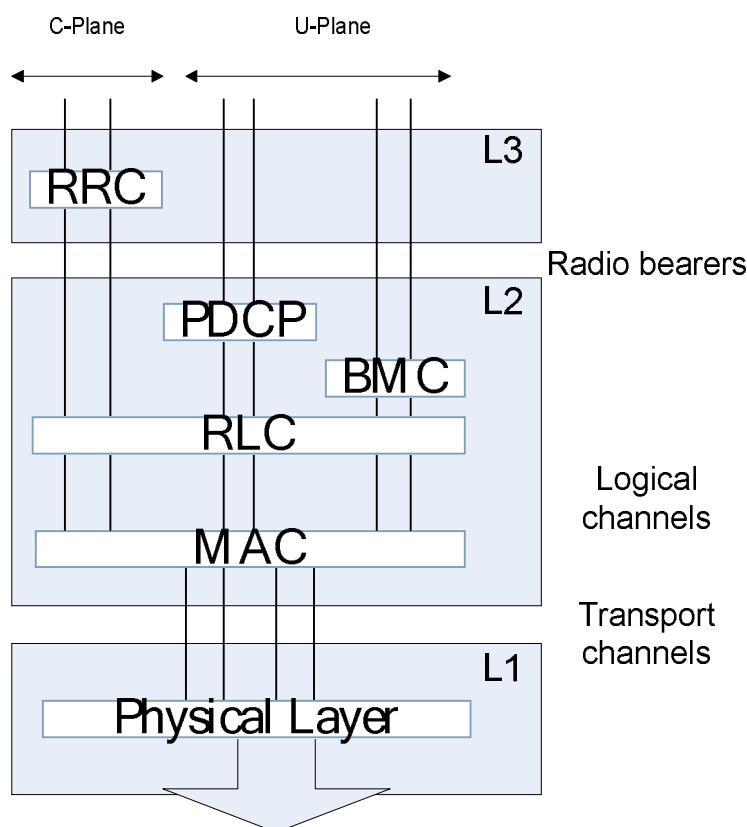 C-Plane
U-Plane
L3
RRC
Radio bearers
L2
PDCP
BMC
RLC
Logical
channels
MAC
Transport
channels
L1
Physical Layer